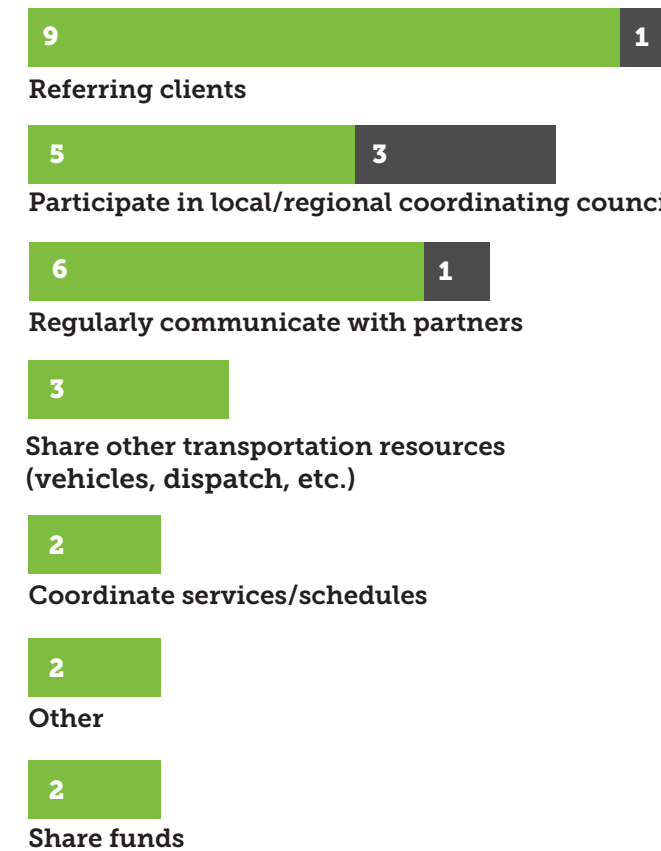 9 1
Referring clients
5 3
Participate in local/regional coordinating counci
6 1
Regularly communicate with partners
3
Share other transportation resources
(vehicles, dispatch, etc.)
2
Coordinate services/schedules
2
Other
2
Share funds